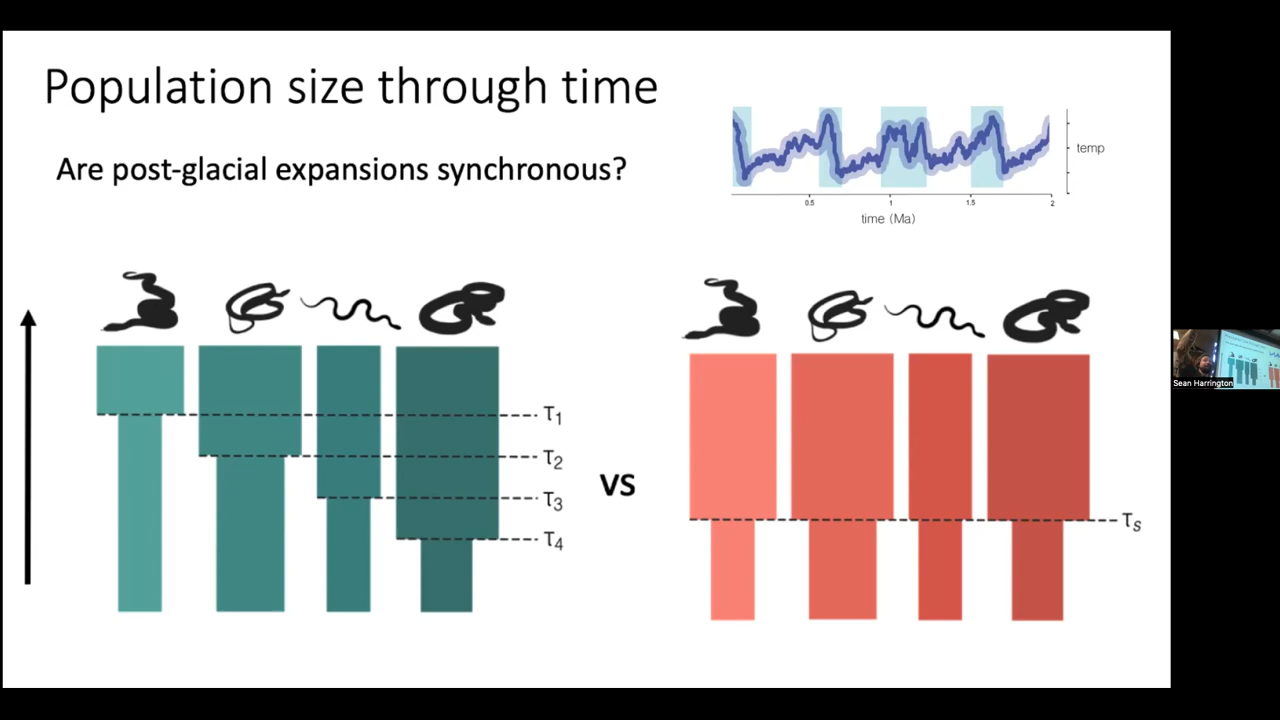 Population size through time
Are post-glacial expansions synchronous?
temp
0.5
1
1.5
2
time (Ma)
τ1
τ2
τ3
τ4
vs
τs
Sean Harrington